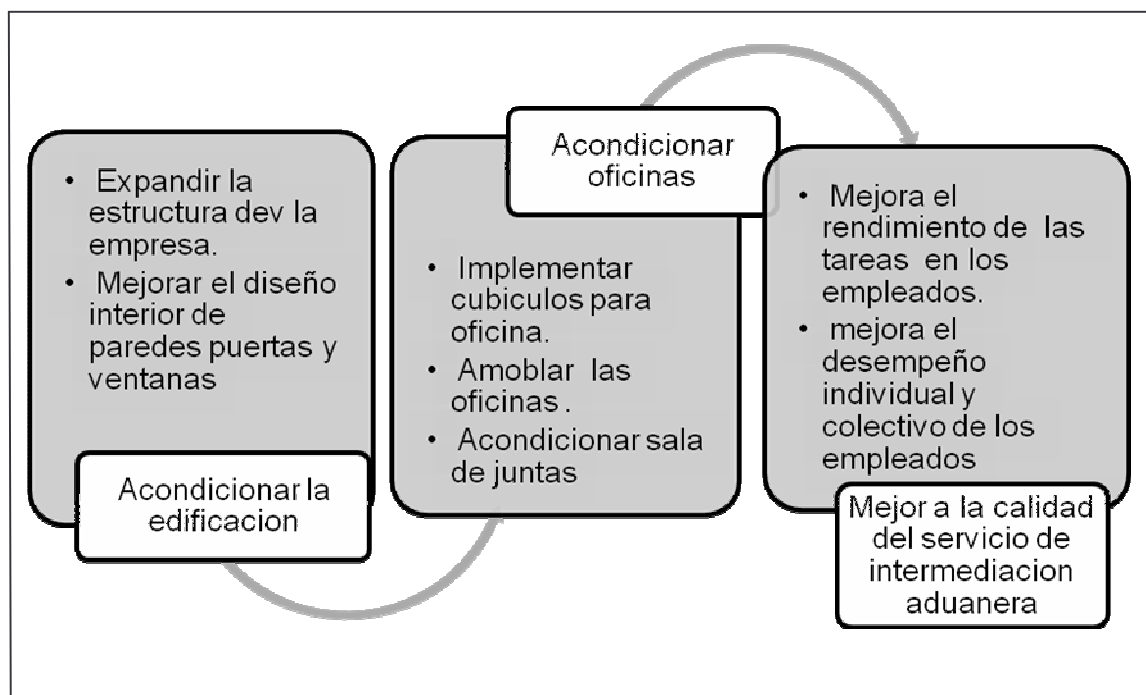 • Expandir la
estructura dev la
empresa.
• Mejorar el diseño
interior de
paredes puertas y
ventanas
Acondicionar la
edificacion
Acondicionar
oficinas
• Implementar
cubiculos para
oficina.
• Amoblar las
oficinas .
• Acondicionar sala
de juntas
• Mejora el
rendimiento de las
tareas en los
empleados.
• mejora el
desempeño
individual y
colectivo de los
empleados
Mejor a la calidad
del servicio de
intermediacion
aduanera